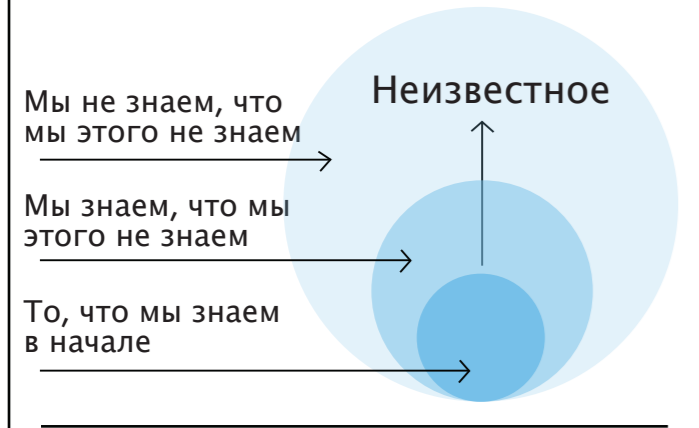 Неизвестное
Мы не знаем, что
мы этого не знаем
Мы знаем, что мы
этого не знаем
То, что мы знаем
в начале